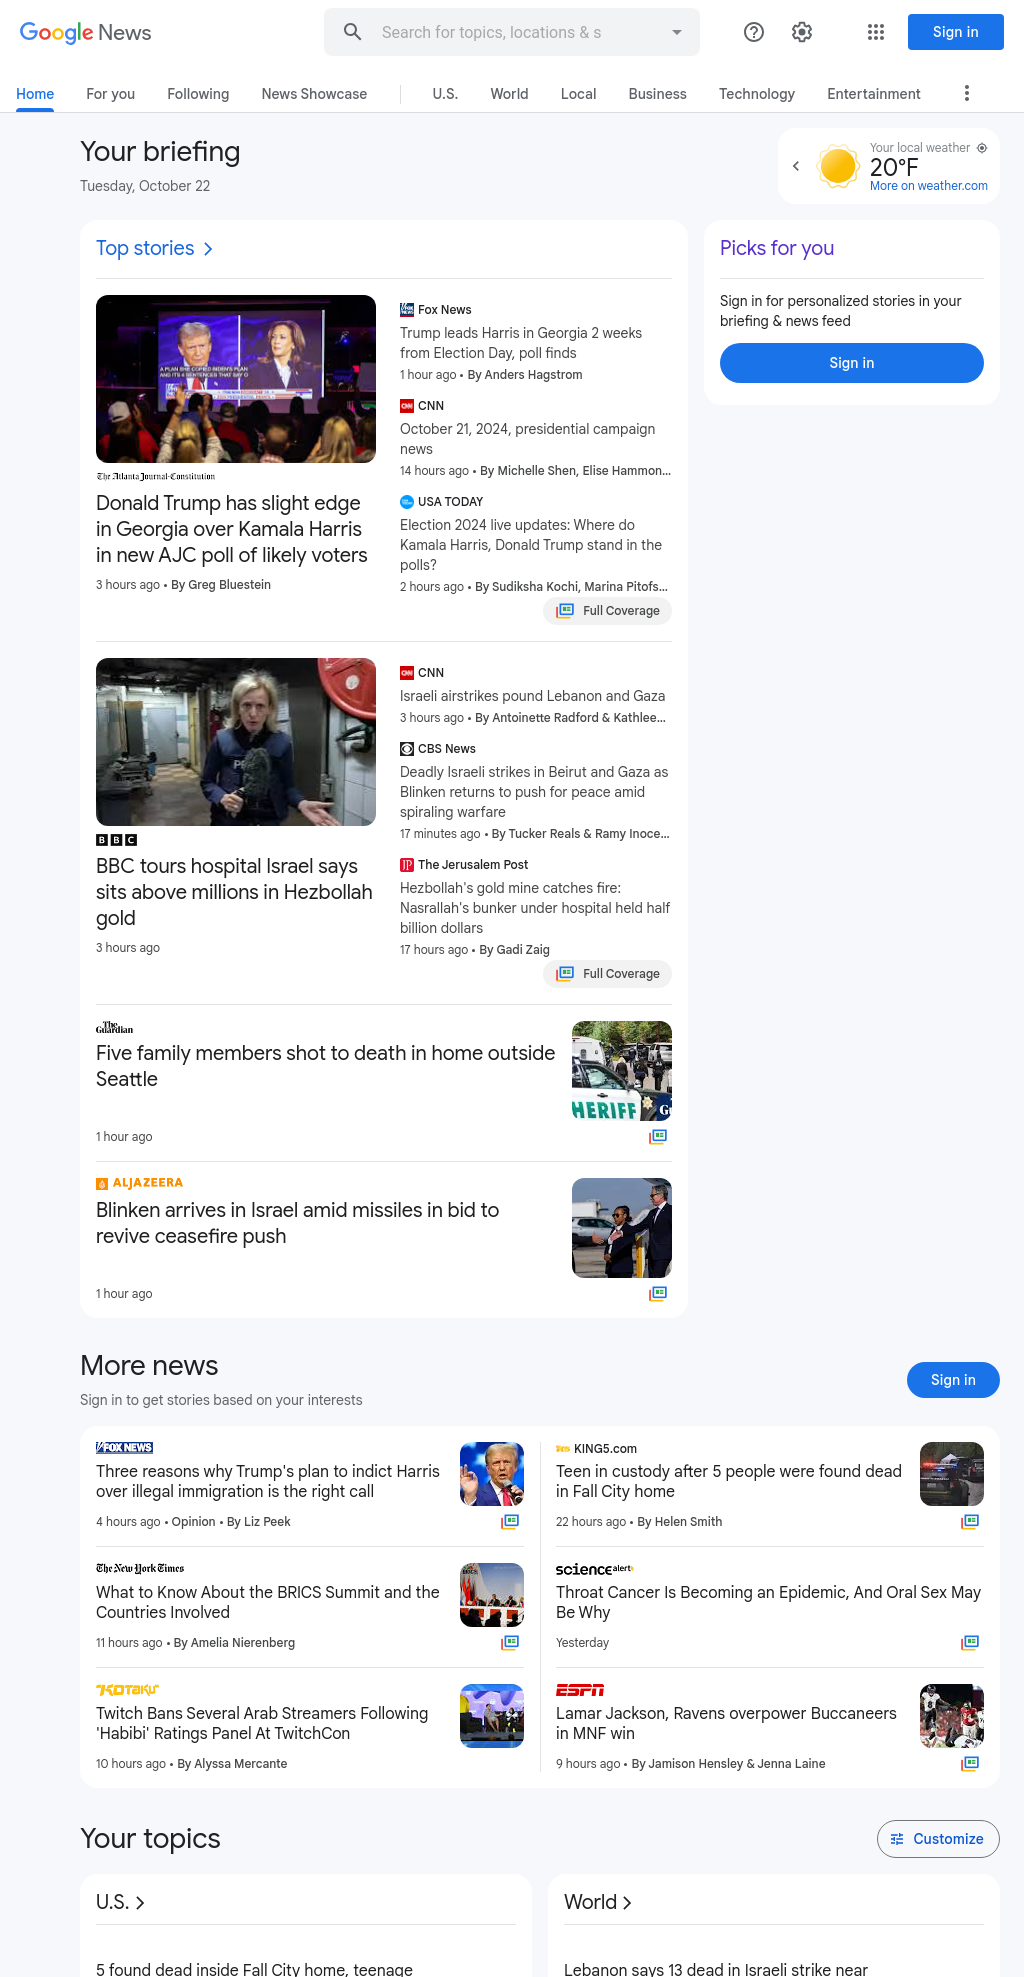 Google News
Search for topics, locations & s
Sign in
Home
For you
Following
News Showcase
U.S.
World
Local
Business
Technology
Entertainment
Your briefing
Tuesday, October 22
Your local weather
20°F
More on weather.com
Top stories
Picks for you
Sign in for personalized stories in your
briefing & news feed
Sign in
A PLAN SHE COPIED BIDEN'S PLAN
AND IT'S 4 SENTENCES THAT SAY O
The Atlanta Journal-Constitution
Donald Trump has slight edge
in Georgia over Kamala Harris
in new AJC poll of likely voters
3 hours ago • By Greg Bluestein
Fox News
Trump leads Harris in Georgia 2 weeks
from Election Day, poll finds
1 hour ago • By Anders Hagstrom
CNN
October 21, 2024, presidential campaign
news
14 hours ago • By Michelle Shen, Elise Hammon...
USA TODAY
Election 2024 live updates: Where do
Kamala Harris, Donald Trump stand in the
polls?
2 hours ago • By Sudiksha Kochi, Marina Pitofs...
Full Coverage
BBC
BBC tours hospital Israel says
sits above millions in Hezbollah
gold
3 hours ago
CNN
Israeli airstrikes pound Lebanon and Gaza
3 hours ago • By Antoinette Radford & Kathlee...
CBS News
Deadly Israeli strikes in Beirut and Gaza as
Blinken returns to push for peace amid
spiraling warfare
17 minutes ago • By Tucker Reals & Ramy Inoce...
The Jerusalem Post
Hezbollah's gold mine catches fire:
Nasrallah's bunker under hospital held half
billion dollars
17 hours ago • By Gadi Zaig
Full Coverage
The Guardian
Five family members shot to death in home outside
Seattle
1 hour ago
HERIFF
ALJAZEERA
Blinken arrives in Israel amid missiles in bid to
revive ceasefire push
1 hour ago
More news
Sign in to get stories based on your interests
Sign in
FOX NEWS
Three reasons why Trump's plan to indict Harris
over illegal immigration is the right call
4 hours ago • Opinion • By Liz Peek
The New York Times
What to Know About the BRICS Summit and the
Countries Involved
11 hours ago • By Amelia Nierenberg
BRICS
KOTAKU
Twitch Bans Several Arab Streamers Following
'Habibi' Ratings Panel At TwitchCon
10 hours ago • By Alyssa Mercante
KING5.com
Teen in custody after 5 people were found dead
in Fall City home
22 hours ago • By Helen Smith
science alert
Throat Cancer Is Becoming an Epidemic, And Oral Sex May
Be Why
Yesterday
ESPN
Lamar Jackson, Ravens overpower Buccaneers
in MNF win
9 hours ago • By Jamison Hensley & Jenna Laine
Your topics
Customize
U.S.
5 found dead inside Fall City home, teenage
World
Lebanon says 13 dead in Israeli strike near